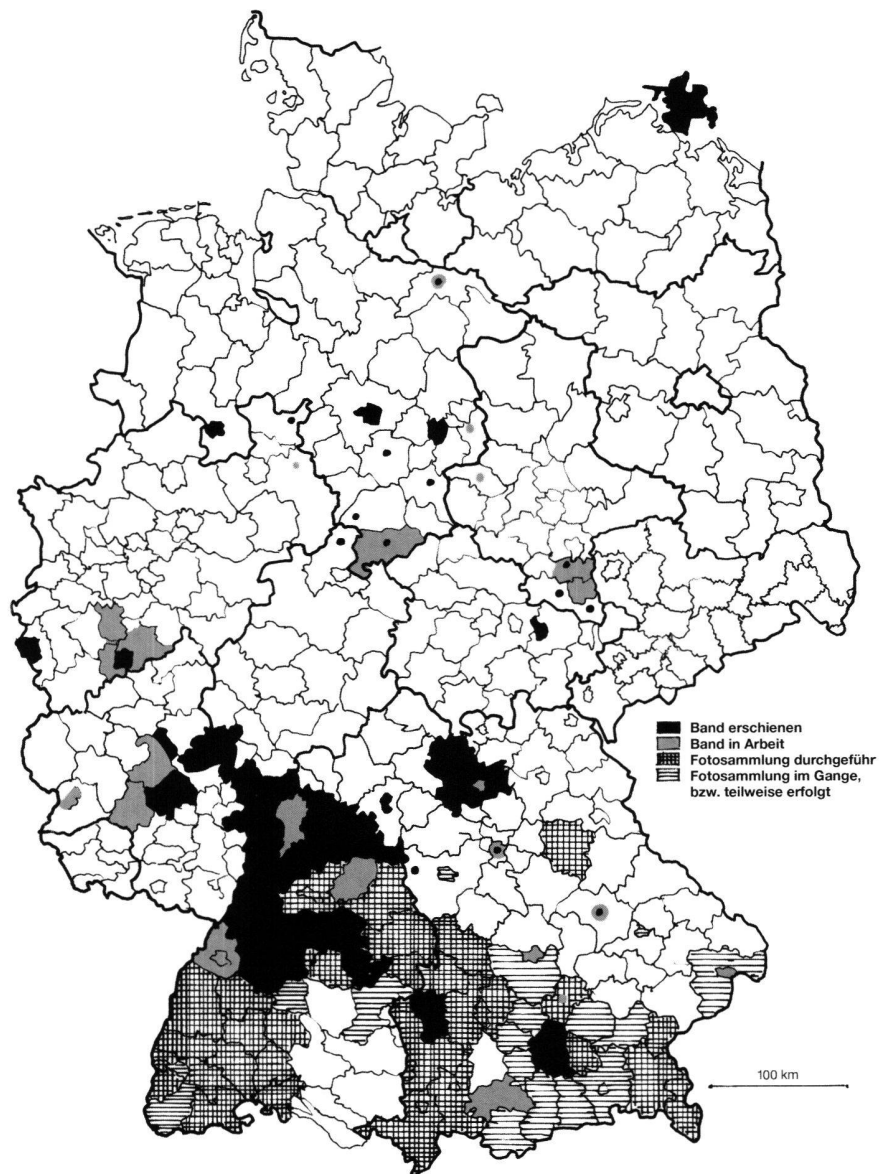 Band erschienen
Band in Arbeit
Fotosammlung durchgeführ
Fotosammlung im Gange,
bzw. teilweise erfolgt
100 km